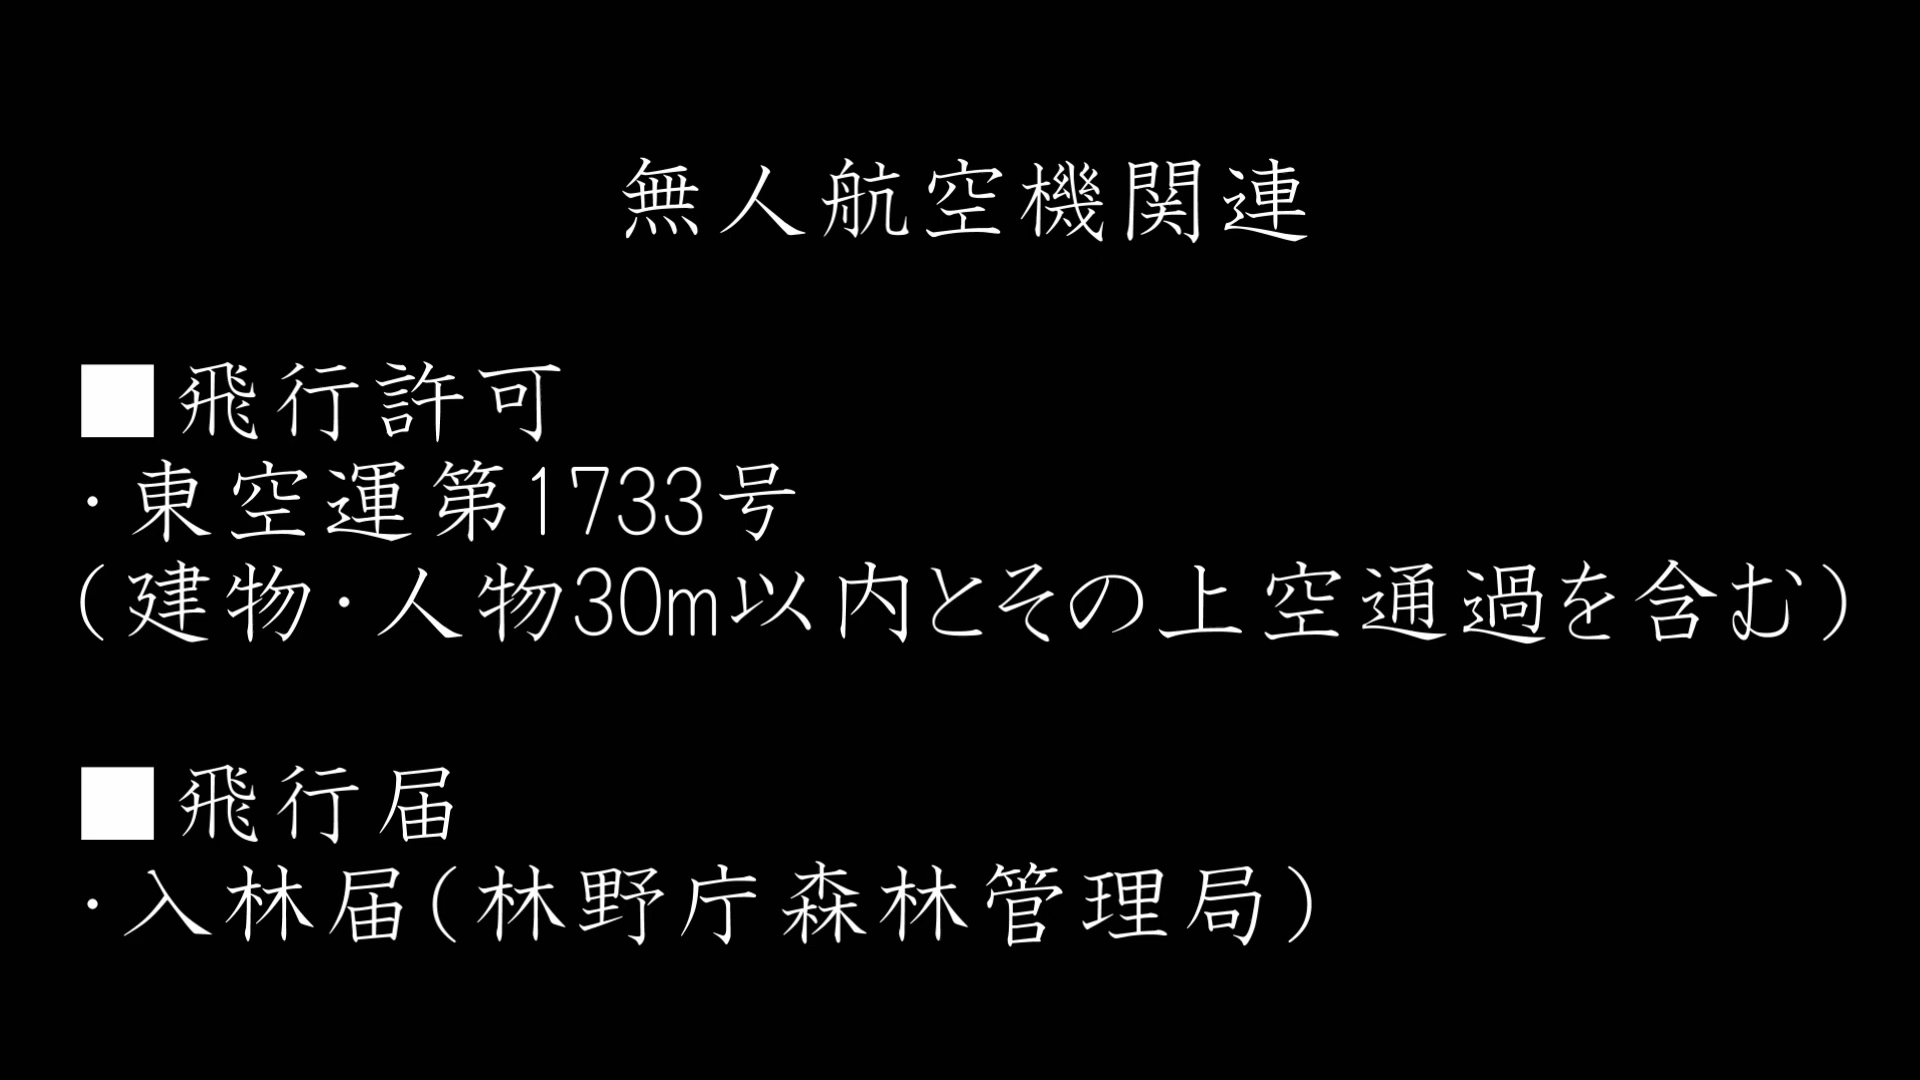 無人航空機関連
■飛行許可
・東空運第1733号
(建物・人物30m以内とその上空通過を含む)
■飛行届
・入林届(林野庁森林管理局)